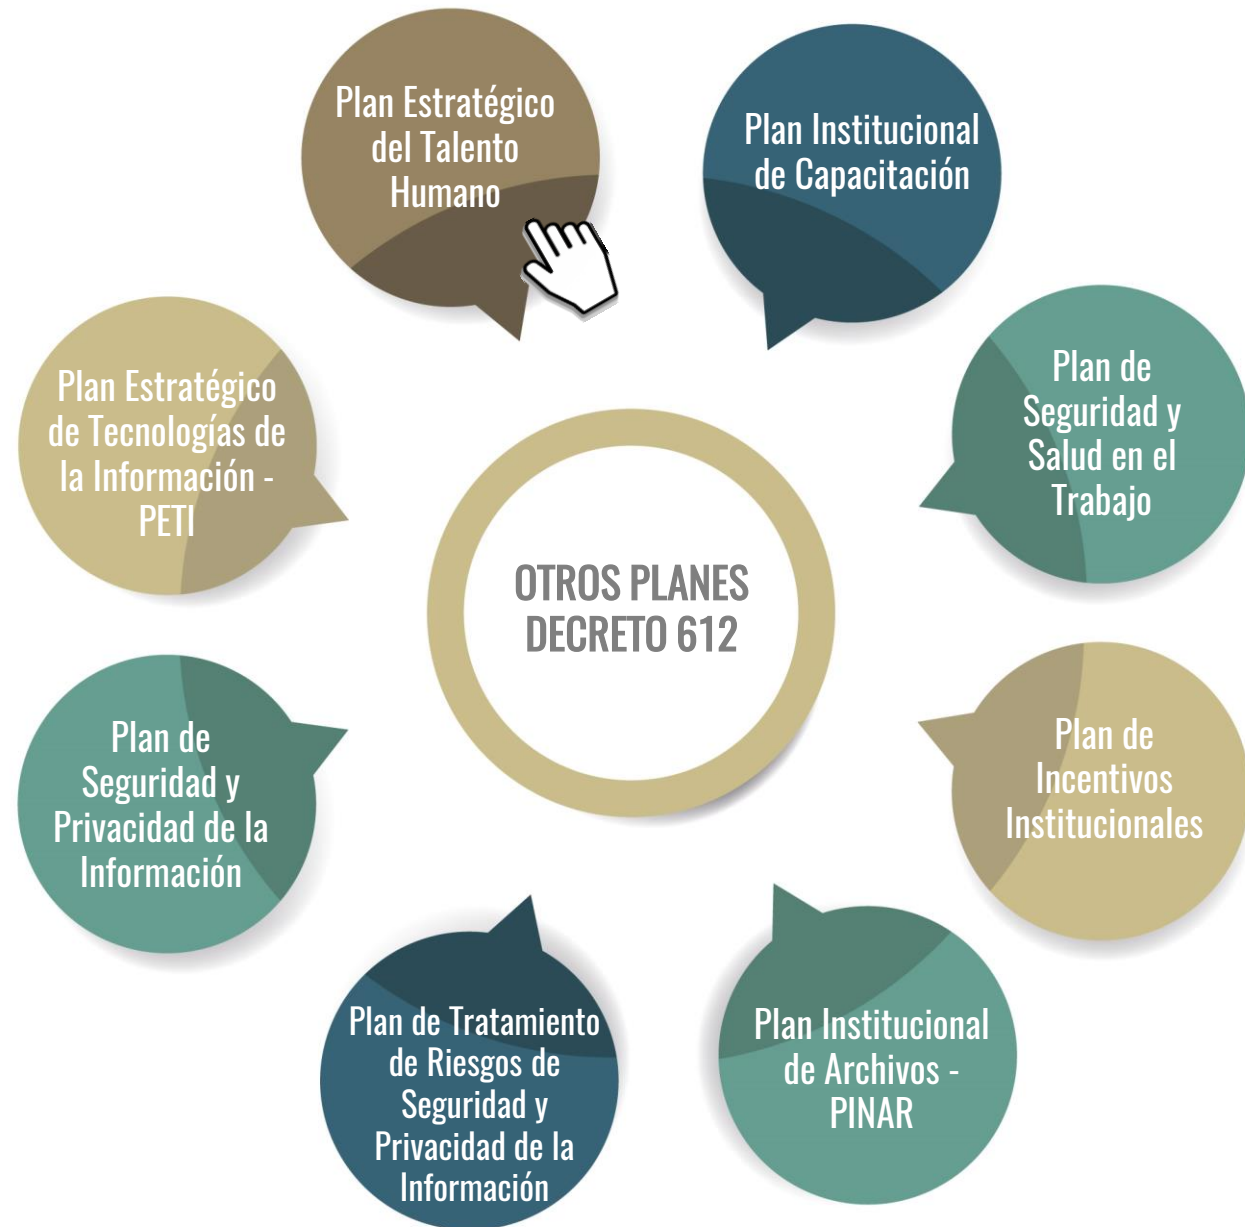 Plan Estratégico
del Talento
Humano
Plan Institucional
de Capacitación
Plan de
Seguridad y
Salud en el
Trabajo
Plan de
Incentivos
Institucionales
Plan Institucional
de Archivos -
PINAR
Plan de Tratamiento
de Riesgos de
Seguridad y
Privacidad de la
Información
Plan de
Seguridad y
Privacidad de la
Información
Plan Estratégico
de Tecnologías de
la Información -
PETI
OTROS PLANES
DECRETO 612